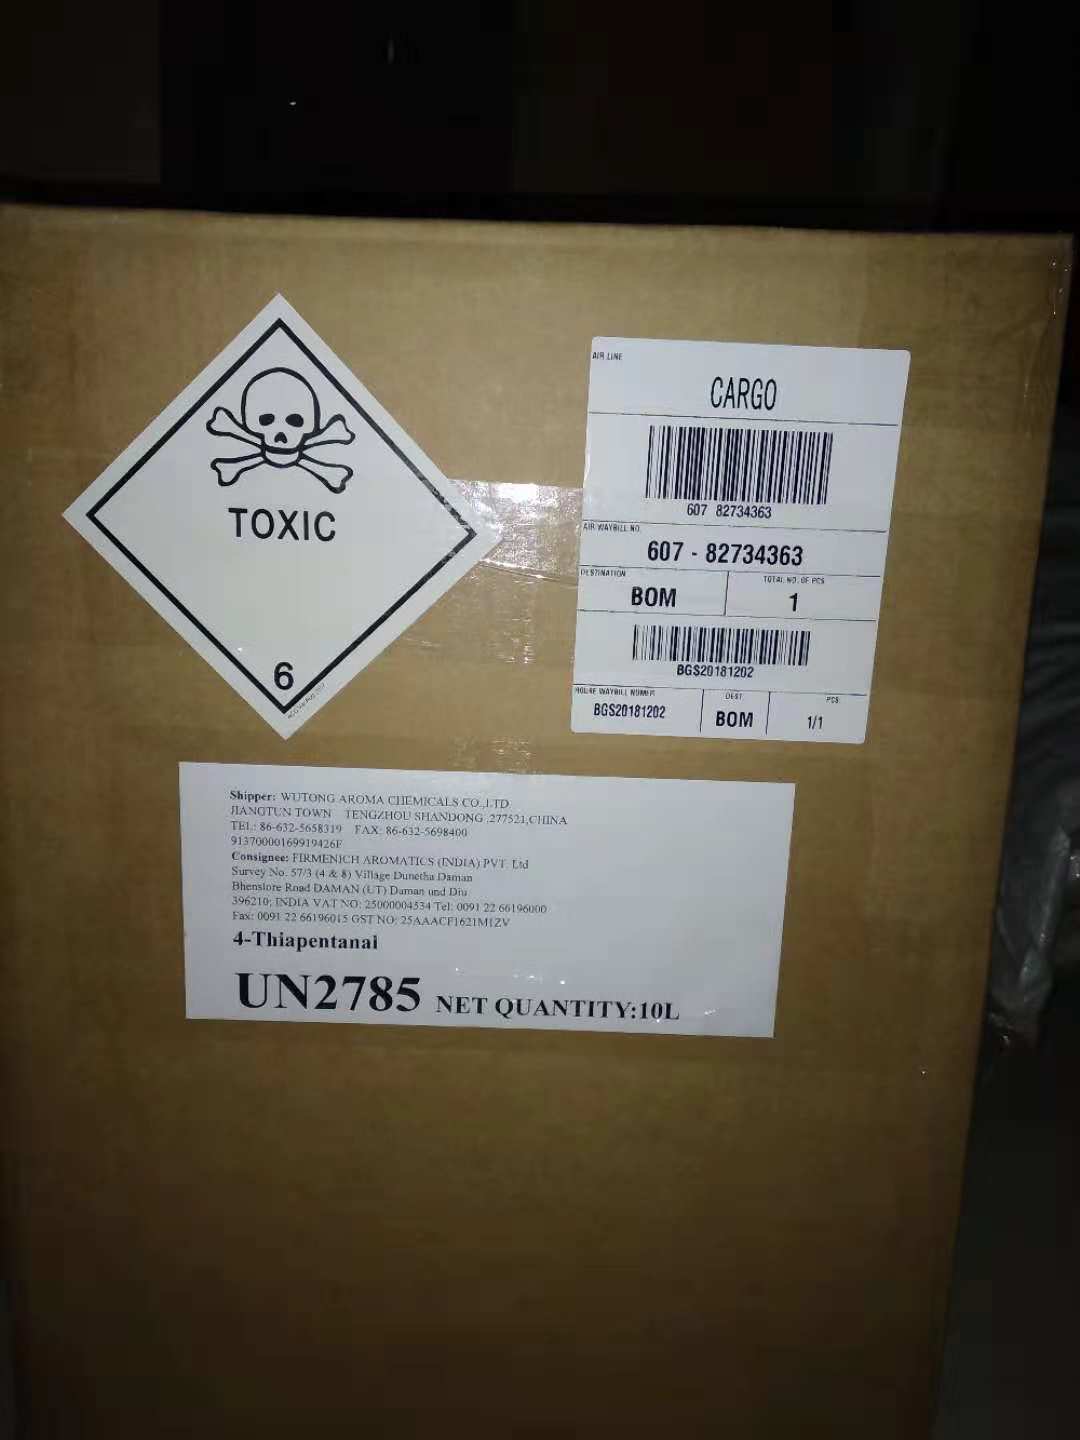 TOXIC
6
AIR LINE
CARGO
607 82734363
AIR WAYBILL NO.
607 - 82734363
DESTINATION
BOM
TOTAL NO. OF PCS
1
BGS20181202
HOUSE WAYBILL NUMER
BGS20181202
DEST
BOM
PCS
1/1
Shipper: WUTONG AROMA CHEMICALS CO.,LTD
JIANGTUN TOWN TENGZHOU SHANDONG ,277521,CHINA
TEL: 86-632-5658319 FAX: 86-632-5698400
91370000169919426F
Consignee: FIRMENICH AROMATICS (INDIA) PVT. Ltd
Survey No. 57/3 (4 & 8) Village Dunetha Daman
Bhenslore Road DAMAN (UT) Daman und Diu
396210; INDIA VAT NO: 25000004534 Tel: 0091 22 66196000
Fax: 0091 22 66196015 GST NO: 25AAACF1621M1ZV
4-Thiapentanai
UN2785 NET QUANTITY:10L